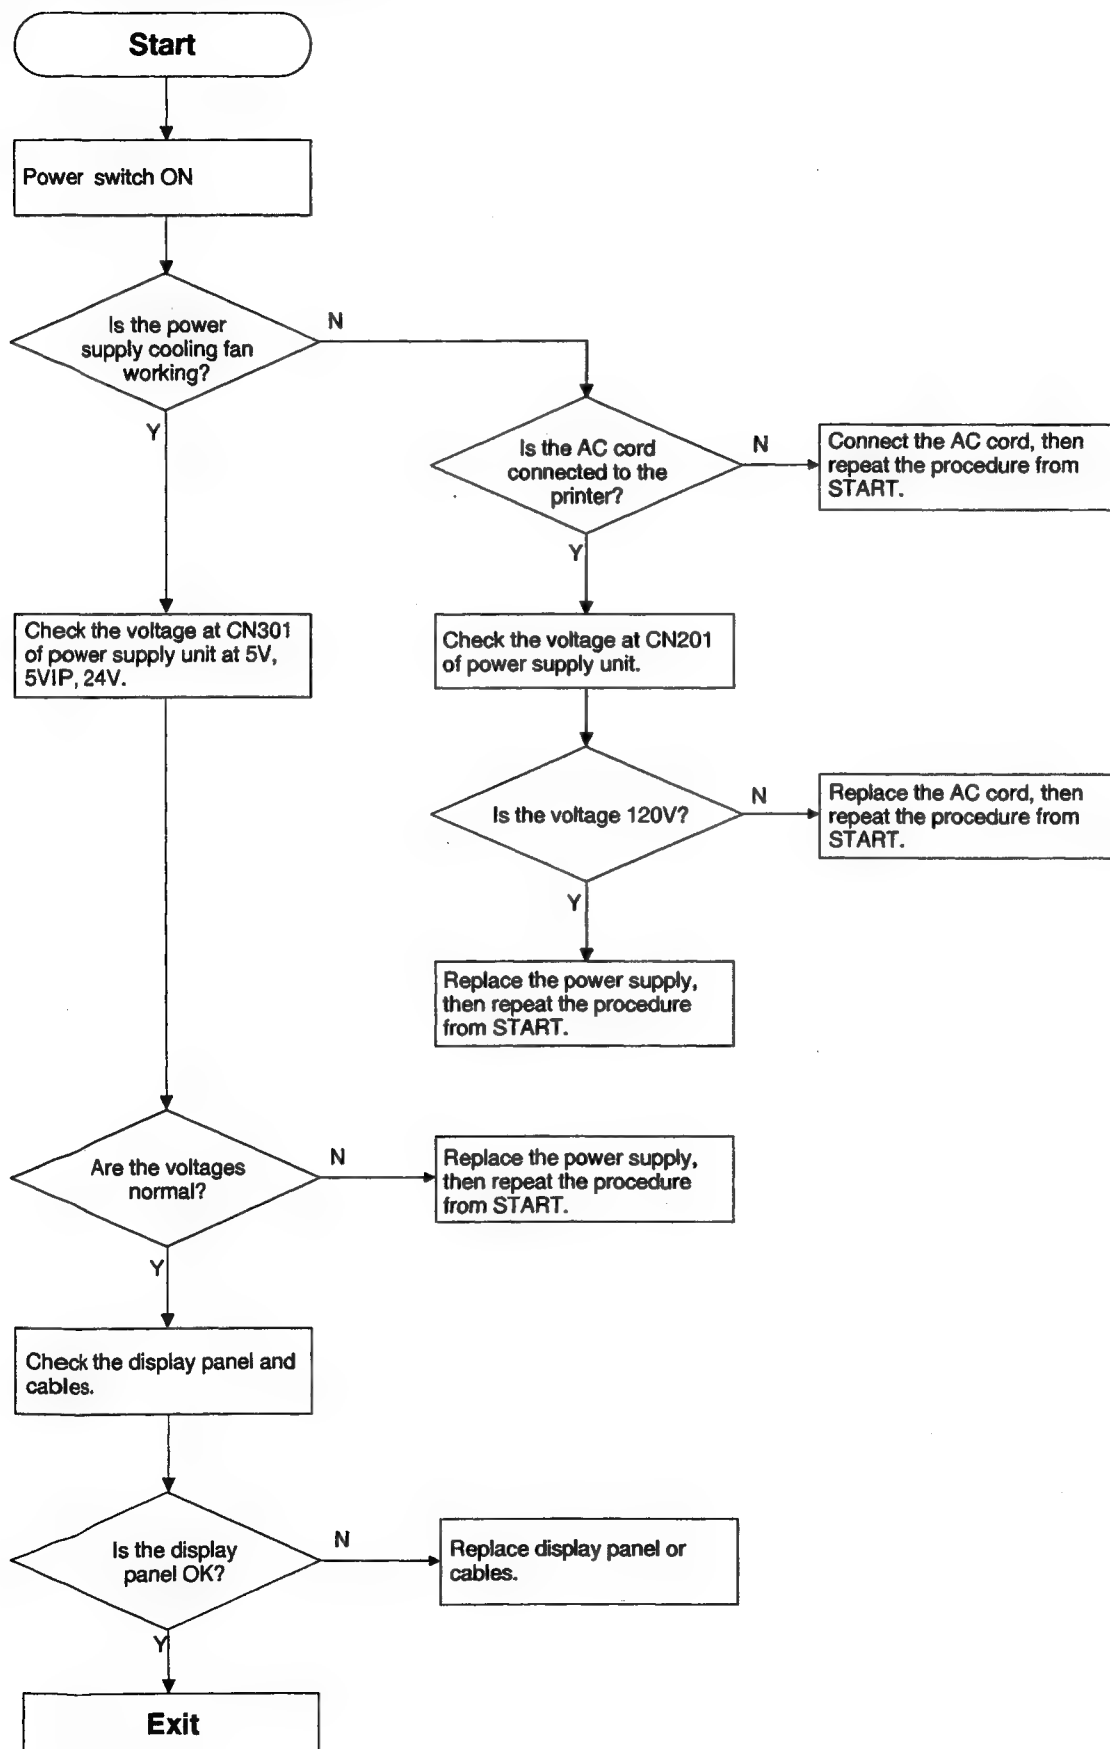 Start
Power switch ON
Is the power
supply cooling fan
working?
N
Y
Is the AC cord
connected to the
printer?
N
Connect the AC cord, then
repeat the procedure from
START.
Y
Check the voltage at CN301
of power supply unit at 5V,
5VIP, 24V.
Check the voltage at CN201
of power supply unit.
Is the voltage 120V?
N
Replace the AC cord, then
repeat the procedure from
START.
Y
Replace the power supply,
then repeat the procedure
from START.
Are the voltages
normal?
N
Replace the power supply,
then repeat the procedure
from START.
Y
Check the display panel and
cables.
Is the display
panel OK?
N
Replace display panel or
cables.
Y
Exit